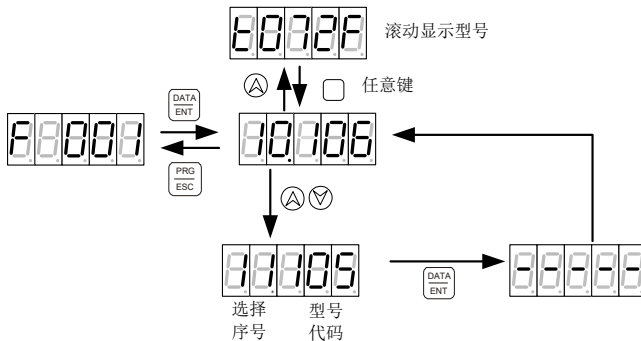 t072F
滚动显示型号
任意键
DATA
ENT
F 001
10.106
PRG
ESC
11105
-----
DATA
ENT
选择
序号
型号
代码